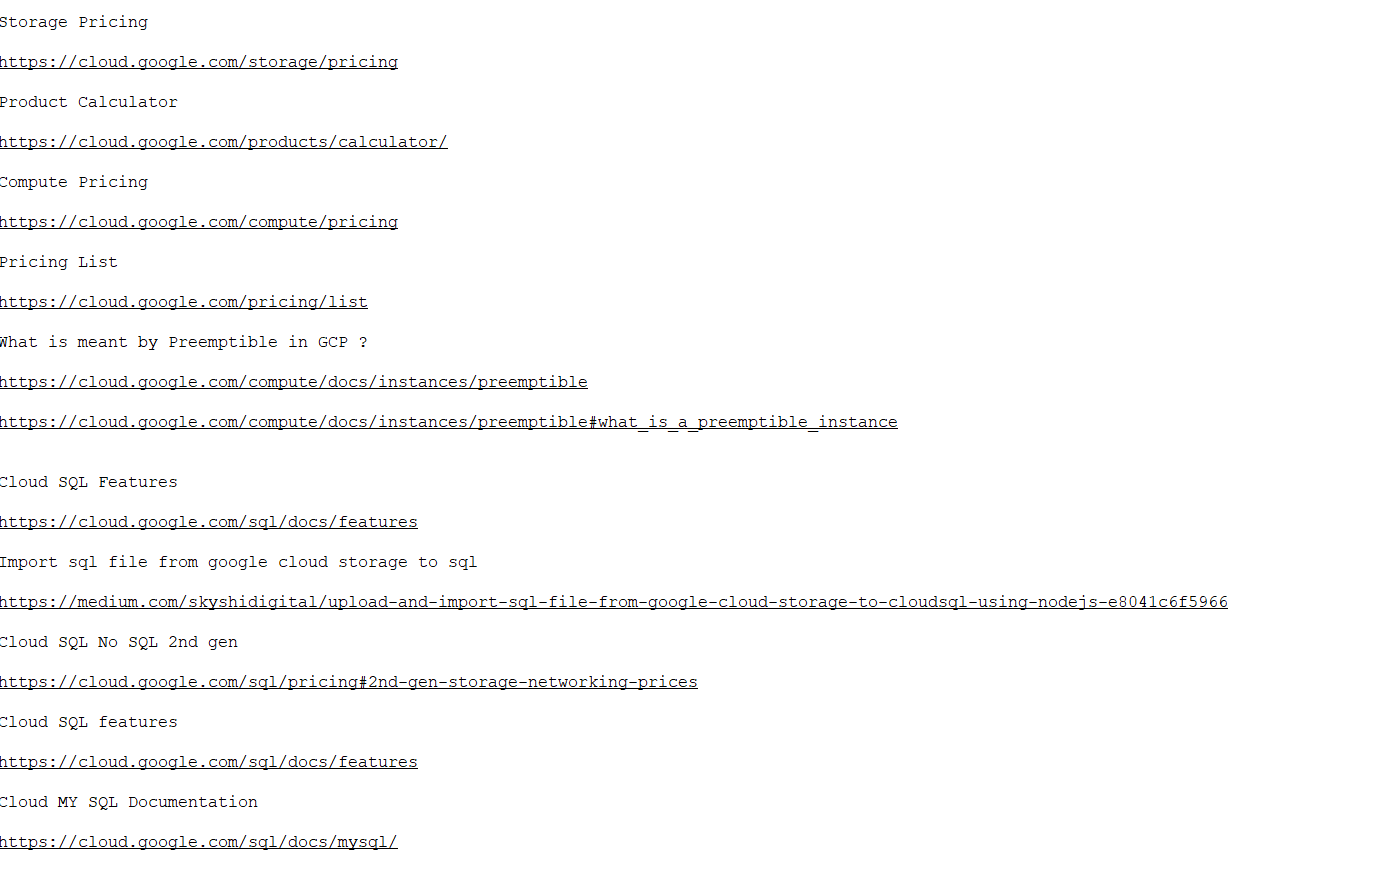 Storage Pricing
https://cloud.google.com/storage/pricing
Product Calculator
https://cloud.google.com/products/calculator/
Compute Pricing
https://cloud.google.com/compute/pricing
Pricing List
https://cloud.google.com/pricing/list
What is meant by Preemptible in GCP ?
https://cloud.google.com/compute/docs/instances/preemptible
https://cloud.google.com/compute/docs/instances/preemptible#what_is_a_preemptible_instance
Cloud SQL Features
https://cloud.google.com/sql/docs/features
Import sql file from google cloud storage to sql
https://medium.com/skyshidigital/upload-and-import-sql-file-from-google-cloud-storage-to-cloudsql-using-nodejs-e8041c6f5966
Cloud SQL No SQL 2nd gen
https://cloud.google.com/sql/pricing#2nd-gen-storage-networking-prices
Cloud SQL features
https://cloud.google.com/sql/docs/features
Cloud MY SQL Documentation
https://cloud.google.com/sql/docs/mysql/